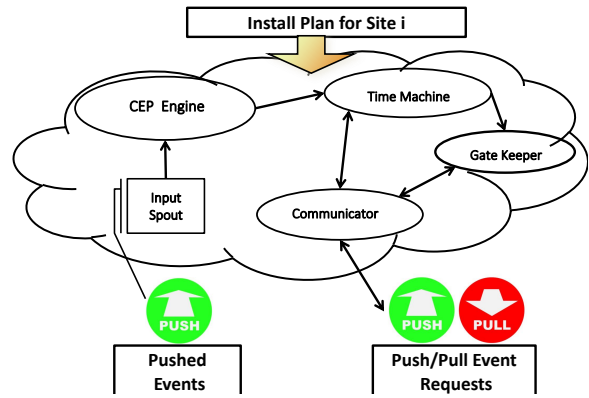 Install Plan for Site i
CEP Engine
Time Machine
Gate Keeper
Input
Spout
Communicator
PUSH
PUSH
PULL
Pushed
Events
Push/Pull Event
Requests